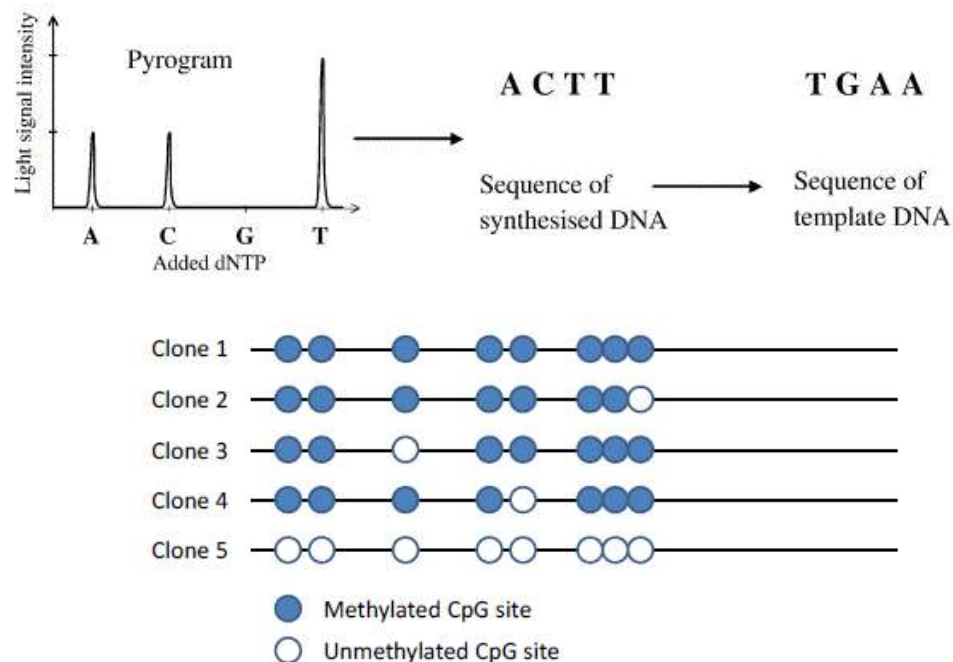 Pyrogram
Light signal intensity
A C G T
Added dNTP
A C T T
Sequence of
synthesised DNA
T G A A
Sequence of
template DNA
Clone 1
Clone 2
Clone 3
Clone 4
Clone 5
Methylated CpG site
Unmethylated CpG site